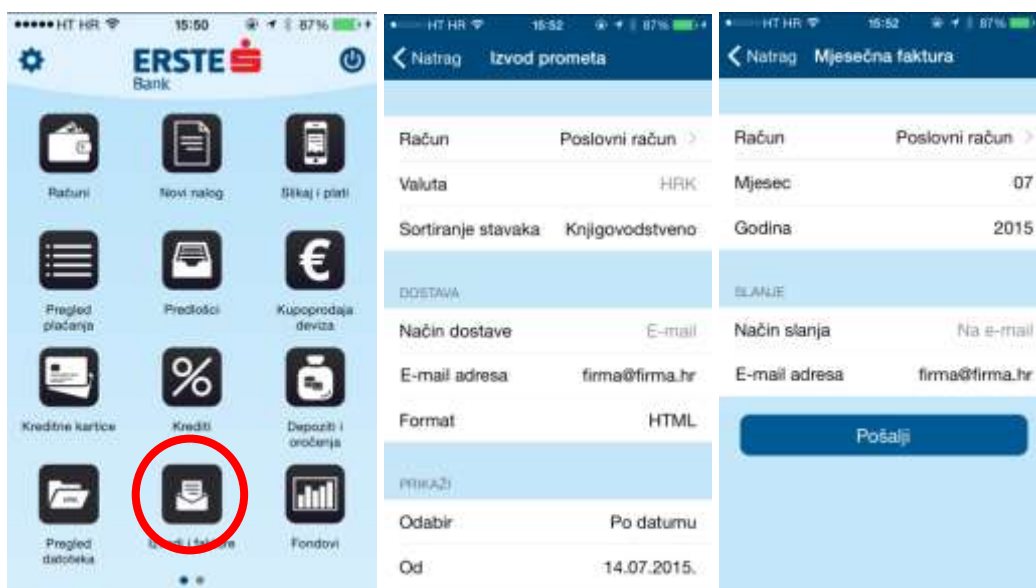 HT HR 15:50 87%
ERSTE
Bank
Računi
Novi nalog
Slikaj i plati
Pregled
plaćanja
Predlošci
Kupoprodaja
deviza
Kreditne kartice
Krediti
Depoziti i
oročenja
Pregled
datoteka
Izvodi i fakture
Fondovi
HT HR 15:52 87%
Natrag Izvod prometa
Račun Poslovni račun
Valuta HRK
Sortiranje stavaka Knjigovodstveno
DOSTAVA
Način dostave E-mail
E-mail adresa firma@firma.hr
Format HTML
PRIKAŽI
Odabir Po datumu
Od 14.07.2015.
HT HR 15:52 87%
Natrag Mjesečna faktura
Račun Poslovni račun
Mjesec 07
Godina 2015
SLANJE
Način slanja Na e-mail
E-mail adresa firma@firma.hr
Pošalji